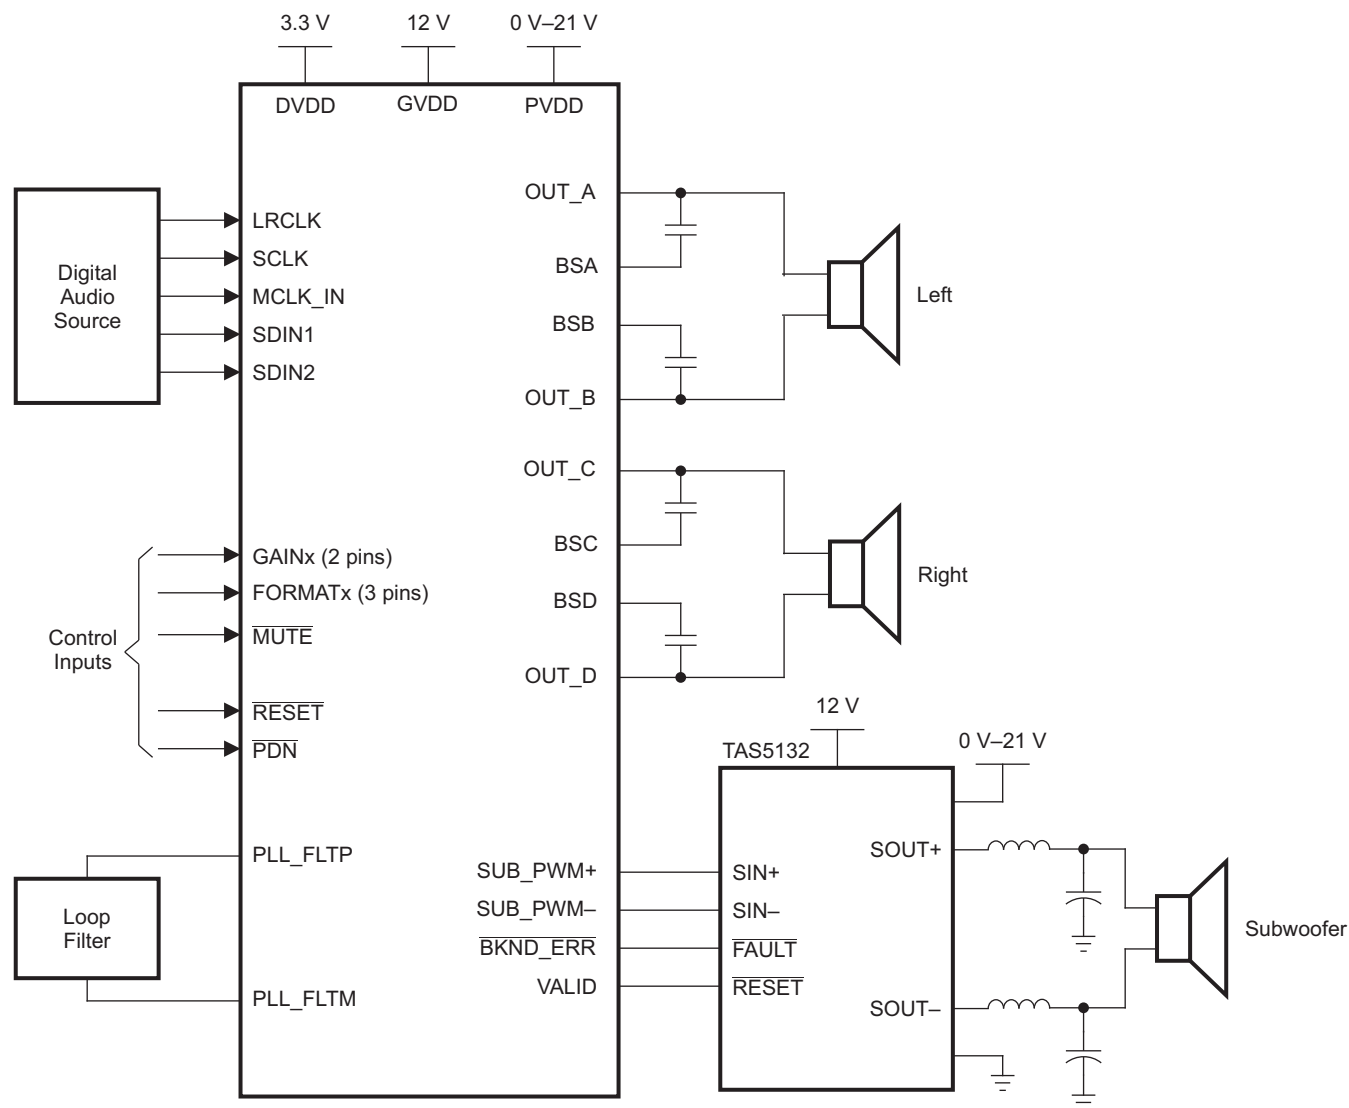 3.3 V
12 V
0 V–21 V
DVDD
GVDD
PVDD
Digital
Audio
Source
LRCLK
SCLK
MCLK_IN
SDIN1
SDIN2
OUT_A
BSA
BSB
OUT_B
Left
OUT_C
BSC
BSD
OUT_D
Right
Control
Inputs
GAINx (2 pins)
FORMATx (3 pins)
MUTE
RESET
PDN
Loop
Filter
PLL_FLTP
PLL_FLTM
SUB_PWM+
SUB_PWM–
BKND_ERR
VALID
12 V
TAS5132
0 V–21 V
SIN+
SIN–
FAULT
RESET
SOUT+
SOUT–
Subwoofer